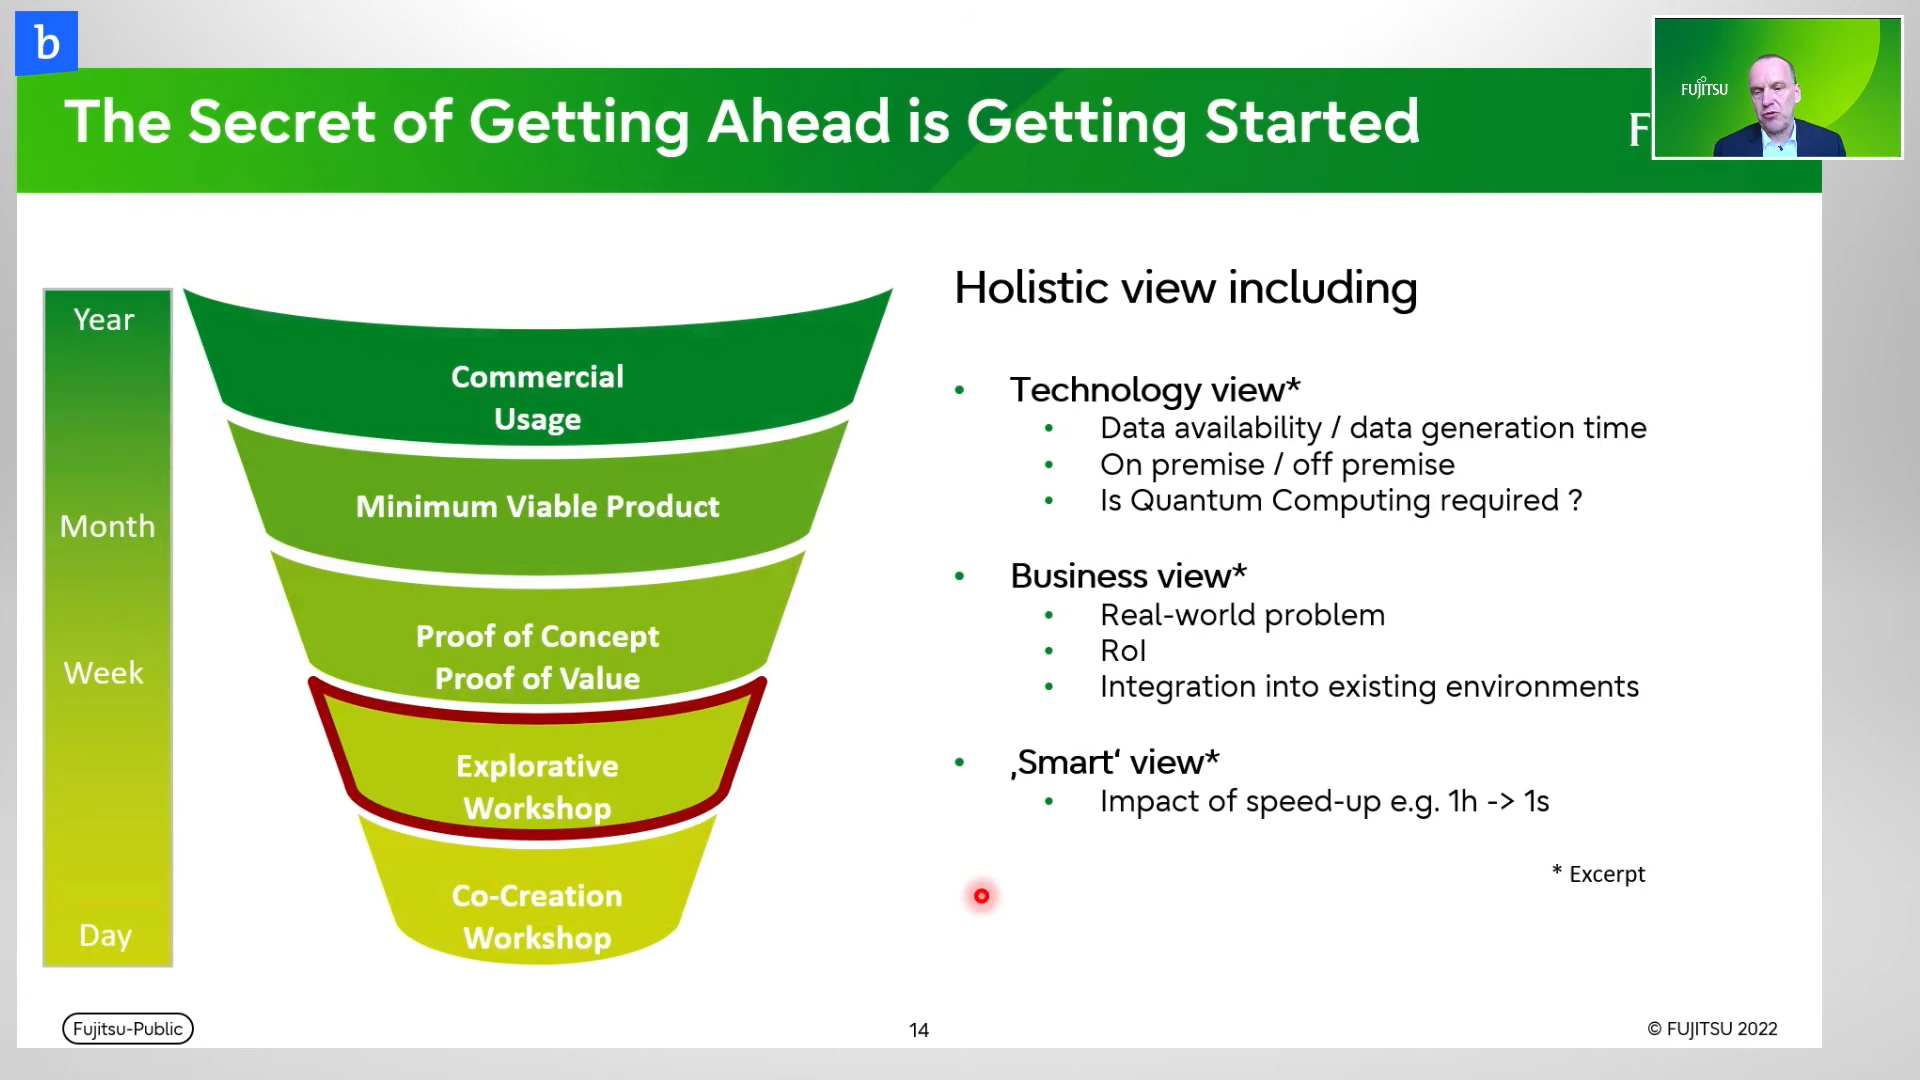 b
The Secret of Getting Ahead is Getting Started
F
FUJITSU
Year
Month
Week
Day
Commercial
Usage
Minimum Viable Product
Proof of Concept
Proof of Value
Explorative
Workshop
Co-Creation
Workshop
Holistic view including
• Technology view*
• Data availability / data generation time
• On premise / off premise
• Is Quantum Computing required ?
• Business view*
• Real-world problem
• RoI
• Integration into existing environments
• ‚Smart‘ view*
• Impact of speed-up e.g. 1h -> 1s
* Excerpt
Fujitsu-Public
14
© FUJITSU 2022